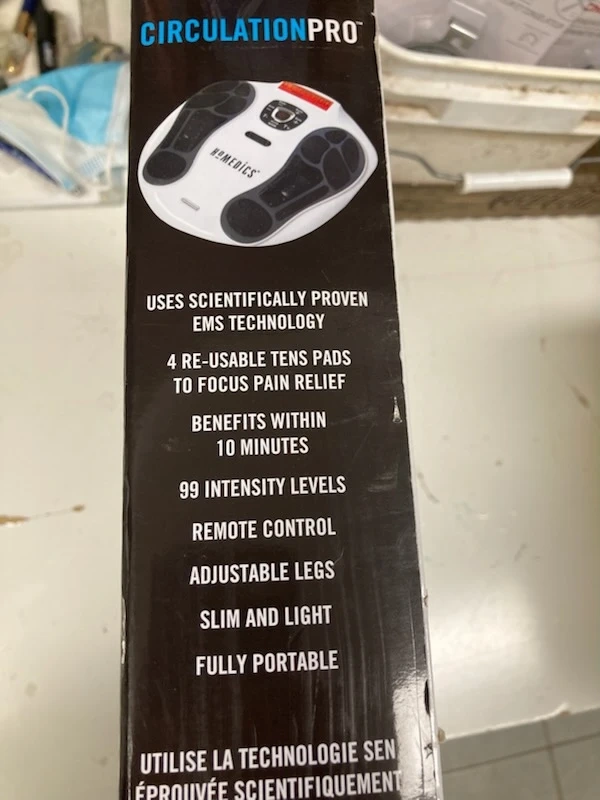 CIRCULATIONPRO™
HOMEDICS
USES SCIENTIFICALLY PROVEN
EMS TECHNOLOGY
4 RE-USABLE TENS PADS
TO FOCUS PAIN RELIEF
BENEFITS WITHIN
10 MINUTES
99 INTENSITY LEVELS
REMOTE CONTROL
ADJUSTABLE LEGS
SLIM AND LIGHT
FULLY PORTABLE
UTILISE LA TECHNOLOGIE SEN
ÉPROUVÉE SCIENTIFIQUEMENT